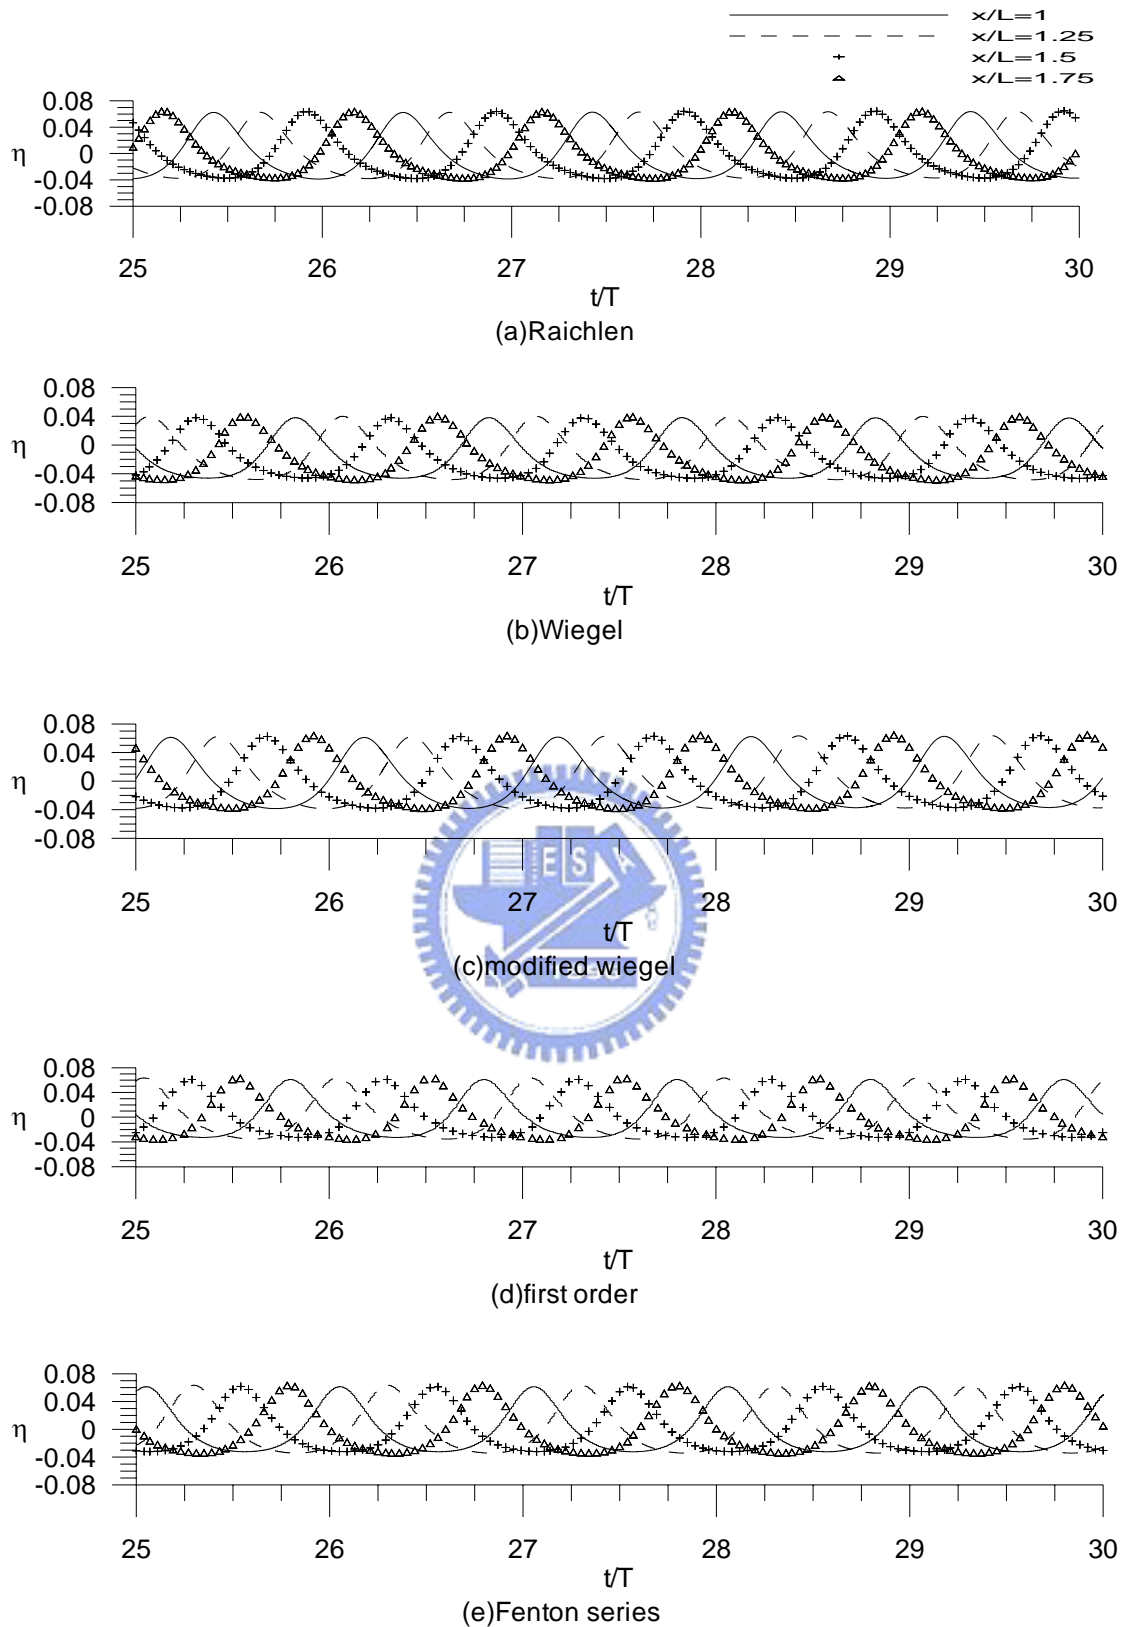 x/L=1
x/L=1.25
x/L=1.5
x/L=1.75
0.08
0.04
0
-0.04
-0.08
η
25 26 27 28 29 30
t/T
(a)Raichlen
0.08
0.04
0
-0.04
-0.08
η
25 26 27 28 29 30
t/T
(b)Wiegel
0.08
0.04
0
-0.04
-0.08
η
E S A
25 26 27 28 29 30
t/T
(c)modified wiegel
1896
0.08
0.04
0
-0.04
-0.08
η
25 26 27 28 29 30
t/T
(d)first order
0.08
0.04
0
-0.04
-0.08
η
25 26 27 28 29 30
t/T
(e)Fenton series